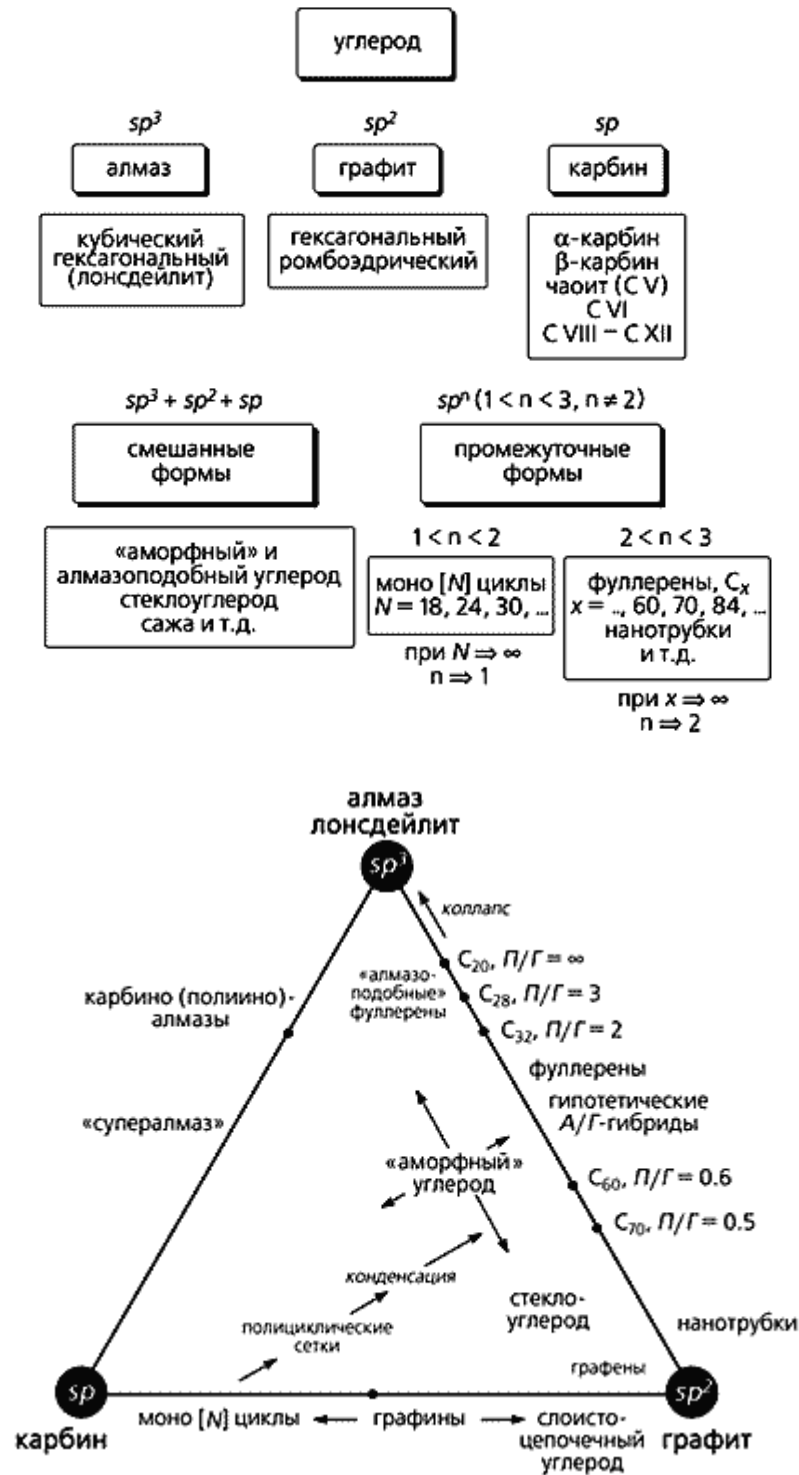 углерод
sp³ sp² sp
алмаз графит карбин
кубический
гексагональный
(лонсдейлит)
гексагональный
ромбоэдрический
α-карбин
β-карбин
чаоит (C V)
C VI
C VIII – C XII
sp³ + sp² + sp
смешанные
формы
spⁿ (1 < n < 3, n ≠ 2)
промежуточные
формы
«аморфный» и
алмазоподобный углерод
стеклоуглерод
сажа и т.д.
1 < n < 2
моно [N] циклы
N = 18, 24, 30, ...
при N ⇒ ∞
n ⇒ 1
2 < n < 3
фуллерены, Cₓ
x = .., 60, 70, 84, ...
нанотрубки
и т.д.
при x ⇒ ∞
n ⇒ 2
алмаз
лонсдейлит
sp³
коллапс
C₂₀, П/Г = ∞
«алмазо-
подобные»
фуллерены
C₂₈, П/Г = 3
C₃₂, П/Г = 2
карбино (полиино)-
алмазы
фуллерены
гипотетические
А/Г-гибриды
«супералмаз»
«аморфный»
углерод
C₆₀, П/Г = 0.6
C₇₀, П/Г = 0.5
конденсация
стекло-
углерод
полициклические
сетки
нанотрубки
графены
sp
sp²
карбин
моно [N] циклы
графины
слоисто-
цепочечный
углерод
графит